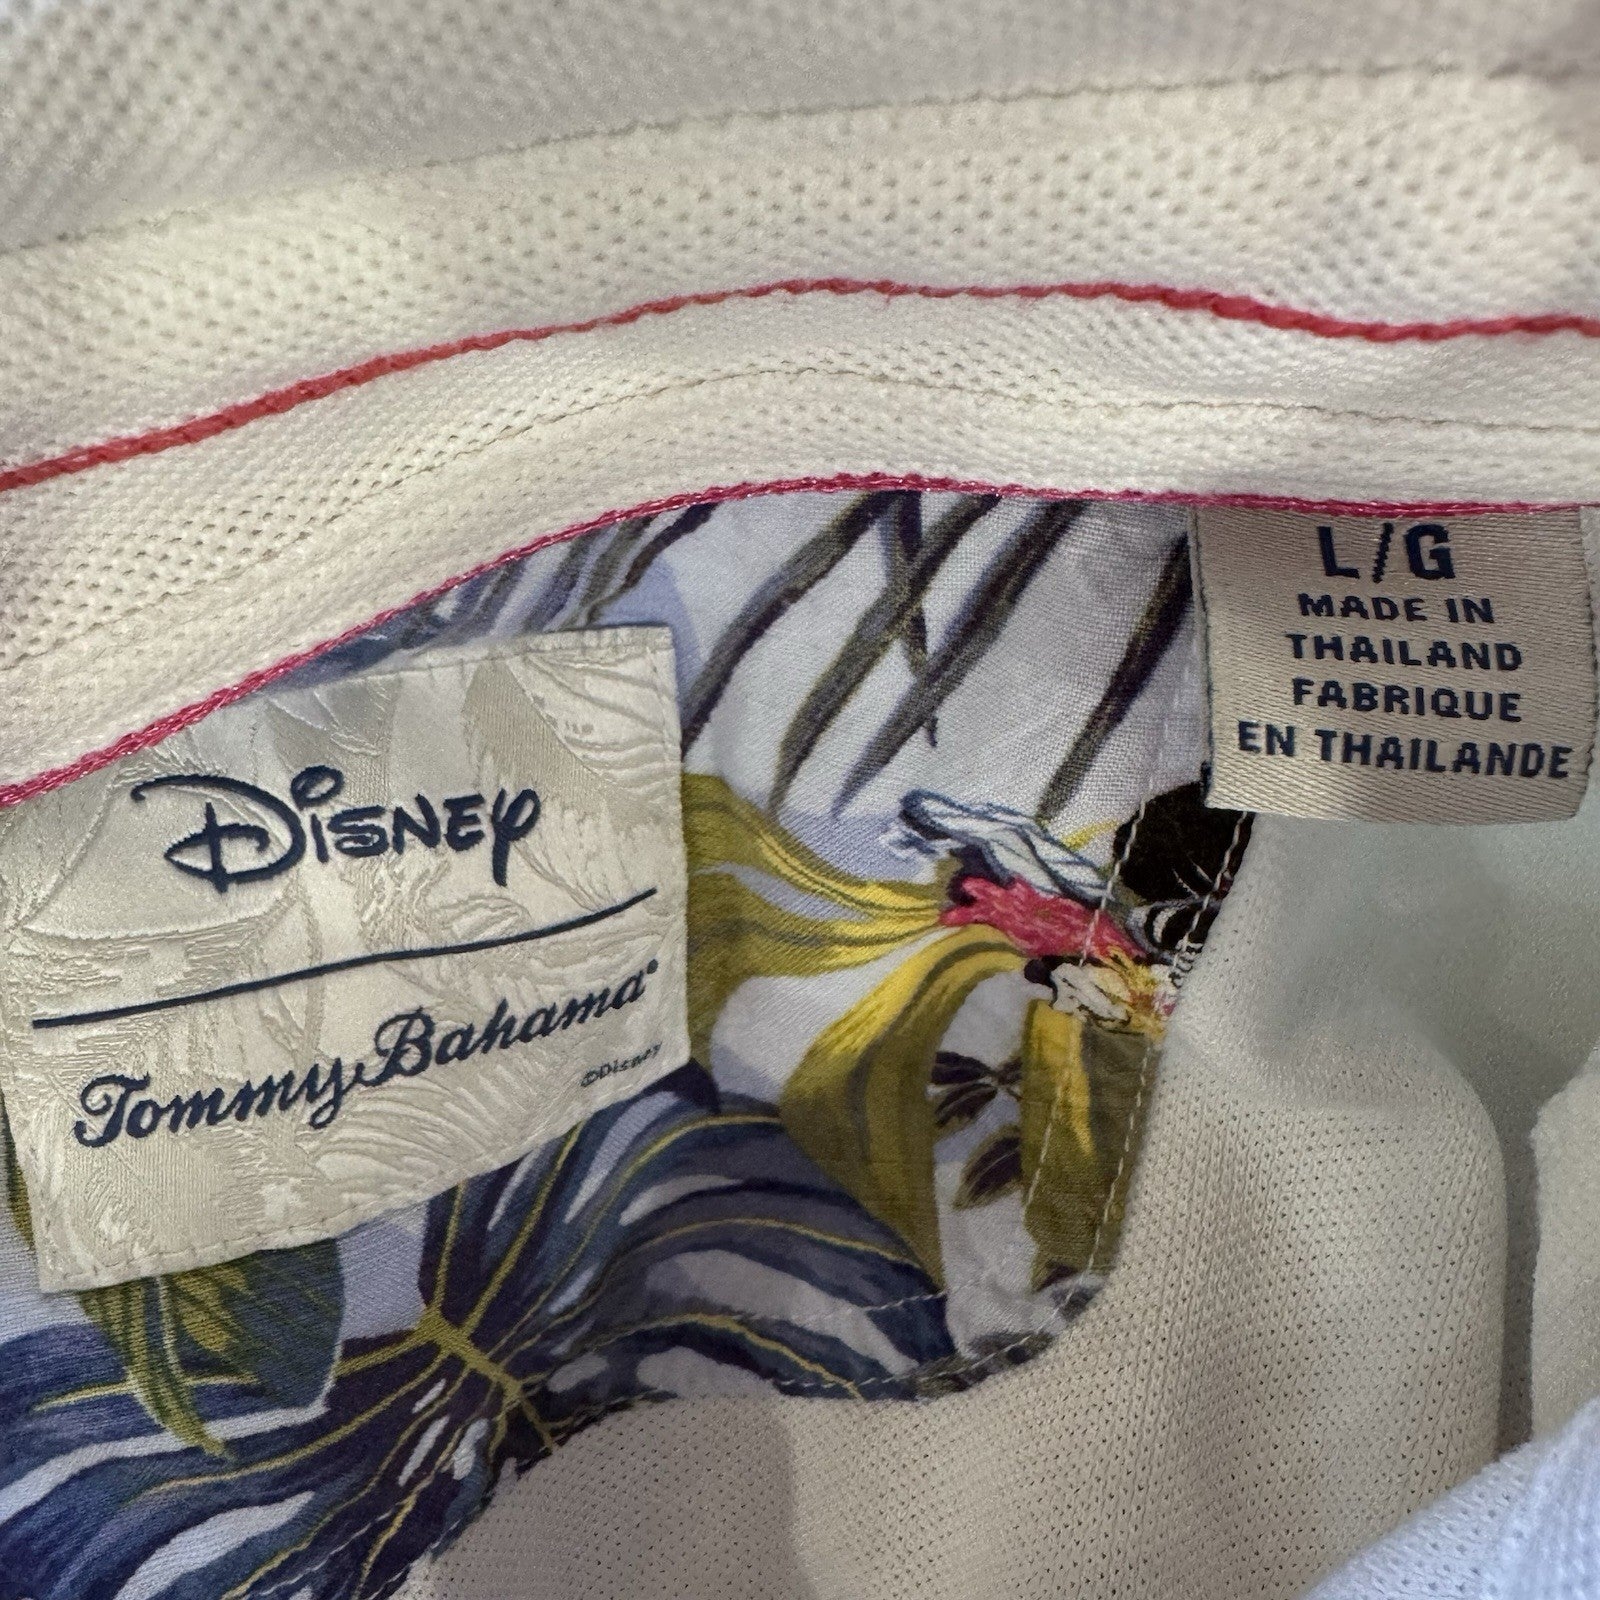 Disney
Tommy Bahama®
©Disney
L/G
MADE IN
THAILAND
FABRIQUE
EN THAILANDE